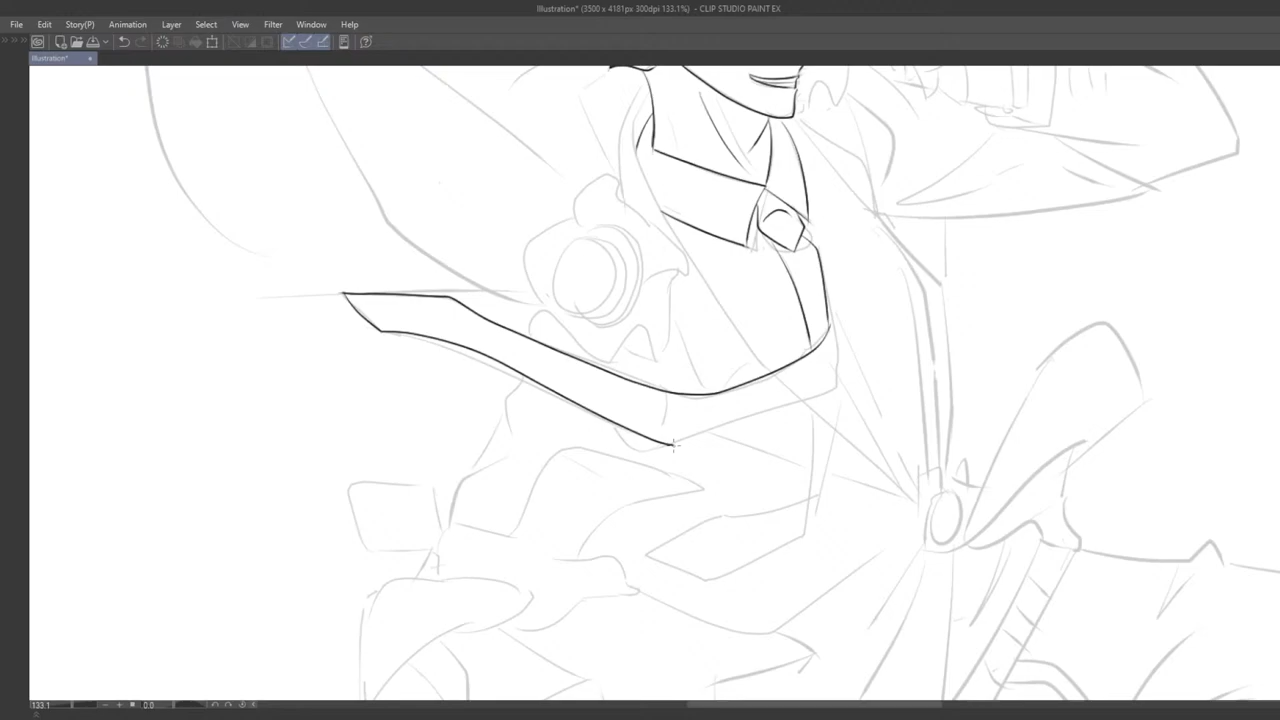 Illustration* (3500 x 4181px 300dpi 133.1%) - CLIP STUDIO PAINT EX
File Edit Story(P) Animation Layer Select View Filter Window Help
Illustration*
133.1 0.0